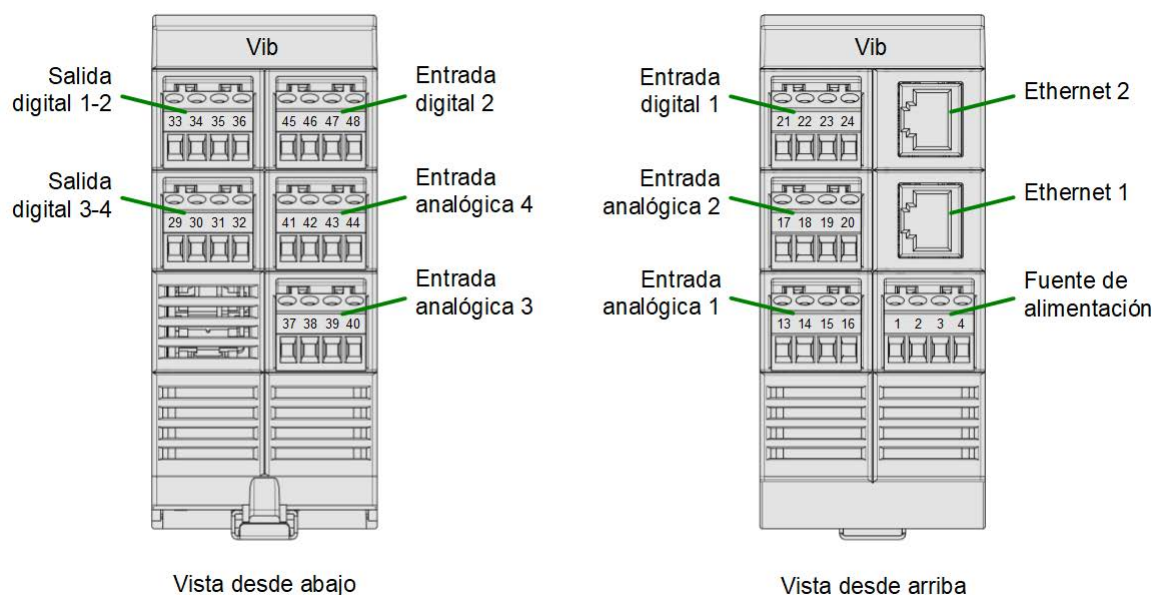 Vib
Salida
digital 1-2
Entrada
digital 2
33 34 35 36
45 46 47 48
Salida
digital 3-4
Entrada
analógica 4
29 30 31 32
41 42 43 44
Entrada
analógica 3
37 38 39 40
Vista desde abajo
Vib
Entrada
digital 1
Ethernet 2
21 22 23 24
Entrada
analógica 2
Ethernet 1
17 18 19 20
Entrada
analógica 1
Fuente de
alimentación
13 14 15 16
1 2 3 4
Vista desde arriba